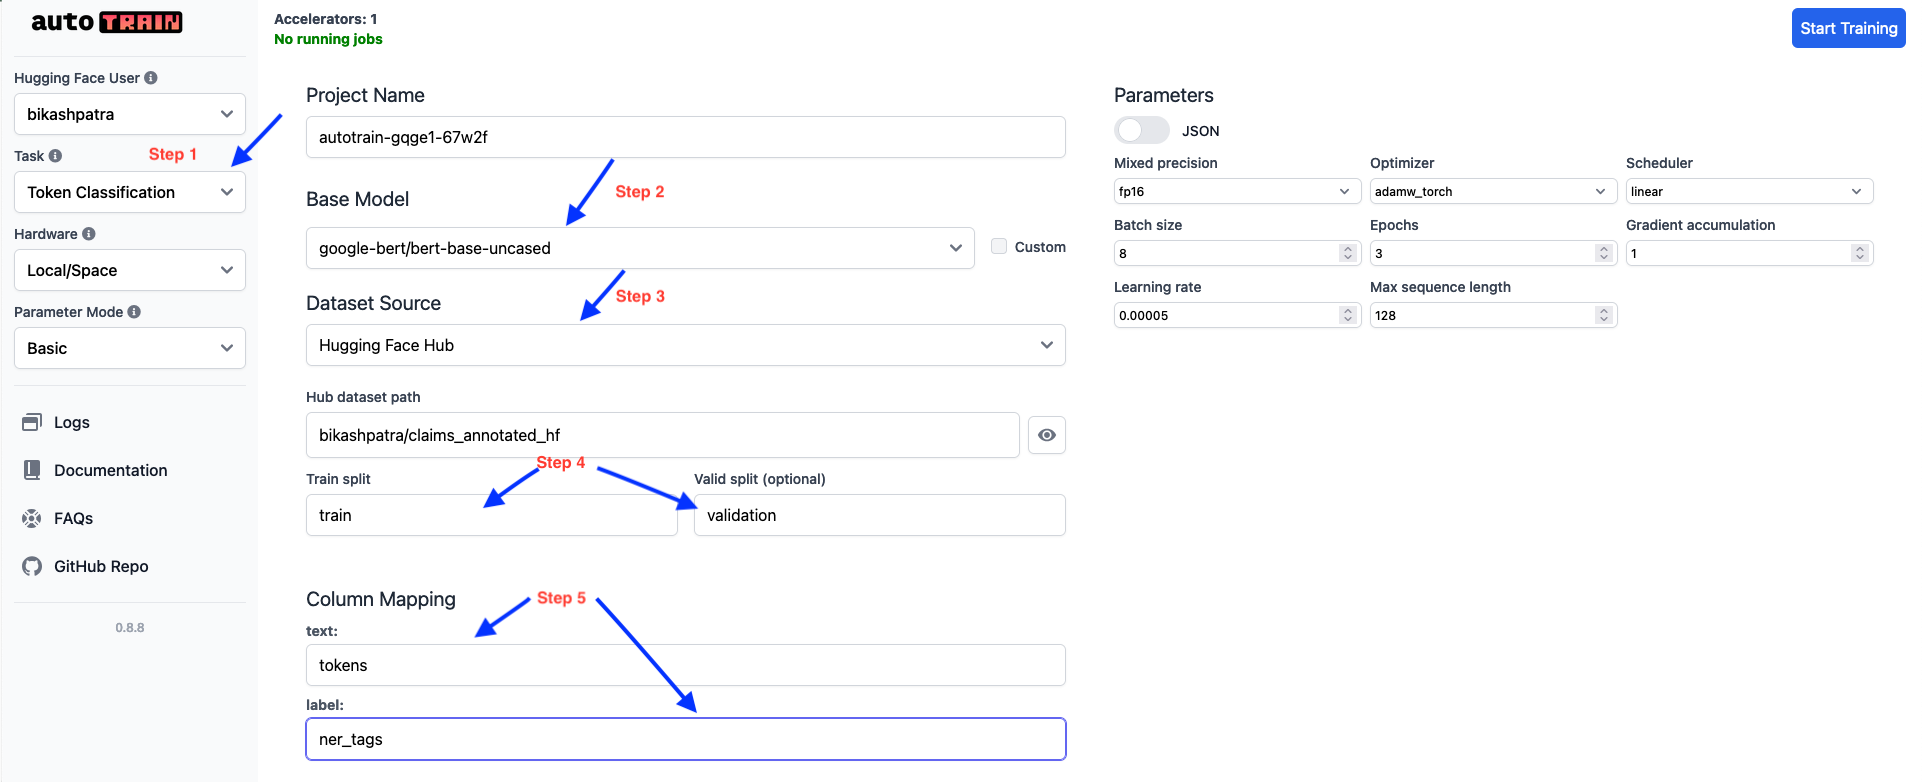 auto TRAIN
Hugging Face User
bikashpatra
Task
Step 1
Token Classification
Hardware
Local/Space
Parameter Mode
Basic
Logs
Documentation
FAQs
GitHub Repo
0.8.8
Accelerators: 1
No running jobs
Start Training
Project Name
autotrain-gqge1-67w2f
Step 2
Base Model
google-bert/bert-base-uncased
Custom
Step 3
Dataset Source
Hugging Face Hub
Hub dataset path
bikashpatra/claims_annotated_hf
Step 4
Train split
Valid split (optional)
train
validation
Column Mapping
Step 5
text:
tokens
label:
ner_tags
Parameters
JSON
Mixed precision
Optimizer
Scheduler
fp16
adamw_torch
linear
Batch size
Epochs
Gradient accumulation
8
3
1
Learning rate
Max sequence length
0.00005
128